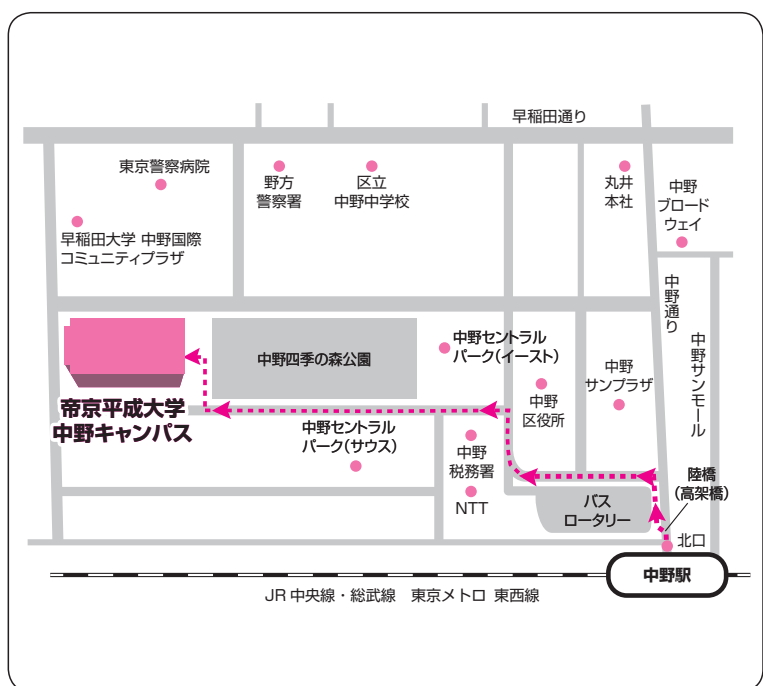 早稲田通り
東京警察病院
野方
警察署
区立
中野中学校
丸井
本社
中野
ブロード
ウェイ
早稲田大学 中野国際
コミュニティプラザ
中野通り
中野サンモール
中野四季の森公園
中野セントラル
パーク(イースト)
中野
サンプラザ
中野
区役所
帝京平成大学
中野キャンパス
中野セントラル
パーク(サウス)
中野
税務署
NTT
バス
ロータリー
陸橋
(高架橋)
北口
中野駅
JR 中央線・総武線 東京メトロ 東西線